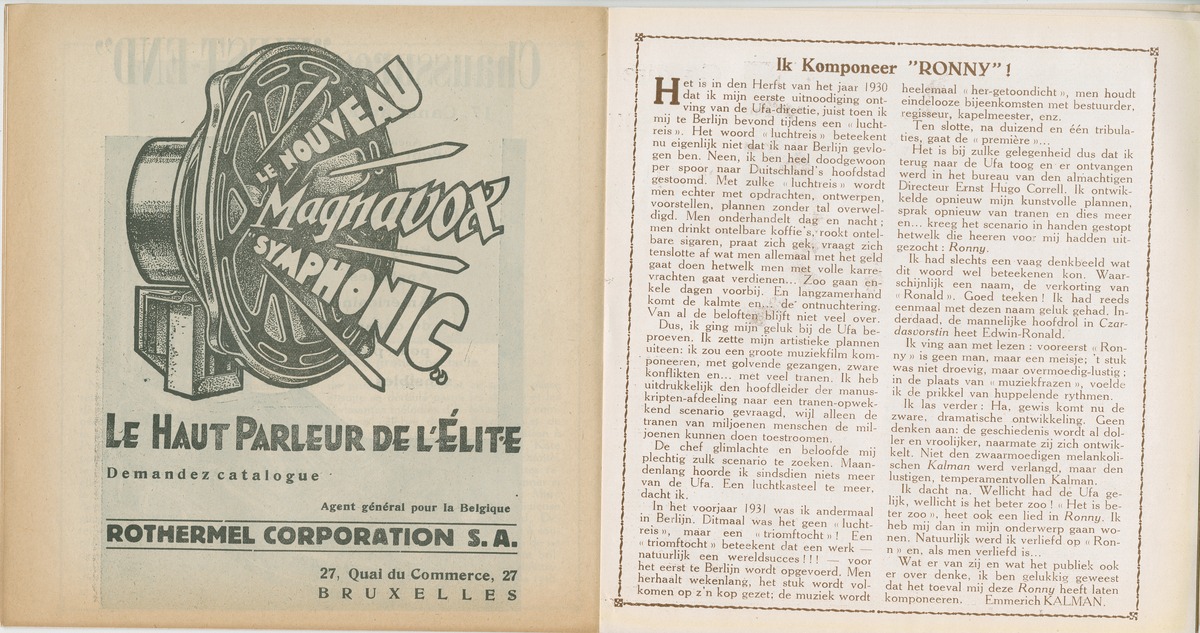 LE NOUVEAU
Magnavox
SYMPHONIC
LE HAUT PARLEUR DE L'ÉLITE
Demandez catalogue
Agent général pour la Belgique
ROTHERMEL CORPORATION S. A.
27, Quai du Commerce, 27
BRUXELLES
Ik Komponeer "RONNY" !
Het is in den Herfst van het jaar 1930
dat ik mijn eerste uitnoodiging ont-
ving van de Ufa-directie, juist toen ik
mij te Berlijn bevond tijdens een « lucht-
reis ». Het woord « luchtreis » beteekent
nu eigenlijk niet dat ik naar Berlijn gevlo-
gen ben. Neen, ik ben heel doodgewoon
per spoor naar Duitschland's hoofdstad
gestoomd. Met zulke « luchtreis » wordt
men echter met opdrachten, ontwerpen,
voorstellen, plannen zonder tal overwel-
digd. Men onderhandelt dag en nacht ;
men drinkt ontelbare koffie's, rookt ontel-
bare sigaren, praat zich gek, vraagt zich
tenslotte af wat men allemaal met het geld
gaat doen hetwelk men met volle karre-
vrachten gaat verdienen... Zoo gaan en-
kele dagen voorbij. En langzamerhand
komt de kalmte en... de ontnuchtering.
Van al de beloften blijft niet veel over.
Dus, ik ging mijn geluk bij de Ufa be-
proeven. Ik zette mijn artistieke plannen
uiteen: ik zou een groote muziekfilm kom-
poneeren, met golvende gezangen, zware
konflikten en... met veel tranen. Ik heb
uitdrukkelijk den hoofdleider der manus-
kripten-afdeeling naar een tranen-opwek-
kend scenario gevraagd, wijl alleen de
tranen van miljoenen menschen de mil-
joenen kunnen doen toestroomen.
De chef glimlachte en beloofde mij
plechtig zulk scenario te zoeken. Maan-
denlang hoorde ik sindsdien niets meer
van de Ufa. Een luchtkasteel te meer,
dacht ik.
In het voorjaar 1931 was ik andermaal
in Berlijn. Ditmaal was het geen « lucht-
reis », maar een « triomftocht » ! Een
« triomftocht » beteekent dat een werk —
natuurlijk een wereldsucces ! ! ! — voor
het eerste te Berlijn wordt opgevoerd. Men
herhaalt wekenlang, het stuk wordt vol-
komen op z'n kop gezet; de muziek wordt
heelemaal « her-getoondicht », men houdt
eindelooze bijeenkomsten met bestuurder,
regisseur, kapelmeester, enz.
Ten slotte, na duizend en één tribula-
ties, gaat de « première »...
Het is bij zulke gelegenheid dus dat ik
terug naar de Ufa toog en er ontvangen
werd in het bureau van den almachtigen
Directeur Ernst Hugo Correll. Ik ontwik-
kelde opnieuw mijn kunstvolle plannen,
sprak opnieuw van tranen en dies meer
en... kreeg het scenario in handen gestopt
hetwelk die heeren voor mij hadden uit-
gezocht : Ronny.
Ik had slechts een vaag denkbeeld wat
dit woord wel beteekenen kon. Waar-
schijnlijk een naam, de verkorting van
« Ronald ». Goed teeken ! Ik had reeds
eenmaal met dezen naam geluk gehad. In-
derdaad, de mannelijke hoofdrol in Czar-
dasvorstin heet Edwin-Ronald.
Ik ving aan met lezen : vooreerst « Ron-
ny » is geen man, maar een meisje; 't stuk
was niet droevig, maar overmoedig-lustig ;
in de plaats van « muziekfrazen », voelde
ik de prikkel van huppelende rythmen.
Ik las verder : Ha, gewis komt nu de
zware, dramatische ontwikkeling. Geen
denken aan: de geschiedenis wordt al dol-
ler en vroolijker, naarmate zij zich ontwik-
kelt. Niet den zwaarmoedigen melankoli-
schen Kalman werd verlangd, maar den
lustigen, temperamentvollen Kalman.
Ik dacht na. Wellicht had de Ufa ge-
lijk, wellicht is het beter zoo ! « Het is be-
ter zoo », heet ook een lied in Ronny. Ik
heb mij dan in mijn onderwerp gaan wo-
nen. Natuurlijk werd ik verliefd op « Ron-
n » en, als men verliefd is...
Wat er van zij en wat het publiek ook
er over denke, ik ben gelukkig geweest
dat het toeval mij deze Ronny heeft laten
komponeeren. Emmerich KALMAN.